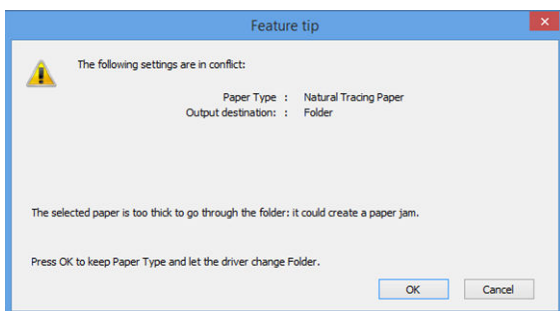 Feature tip
The following settings are in conflict:
Paper Type : Natural Tracing Paper
Output destination: : Folder
The selected paper is too thick to go through the folder: it could create a paper jam.
Press OK to keep Paper Type and let the driver change Folder.
OK Cancel